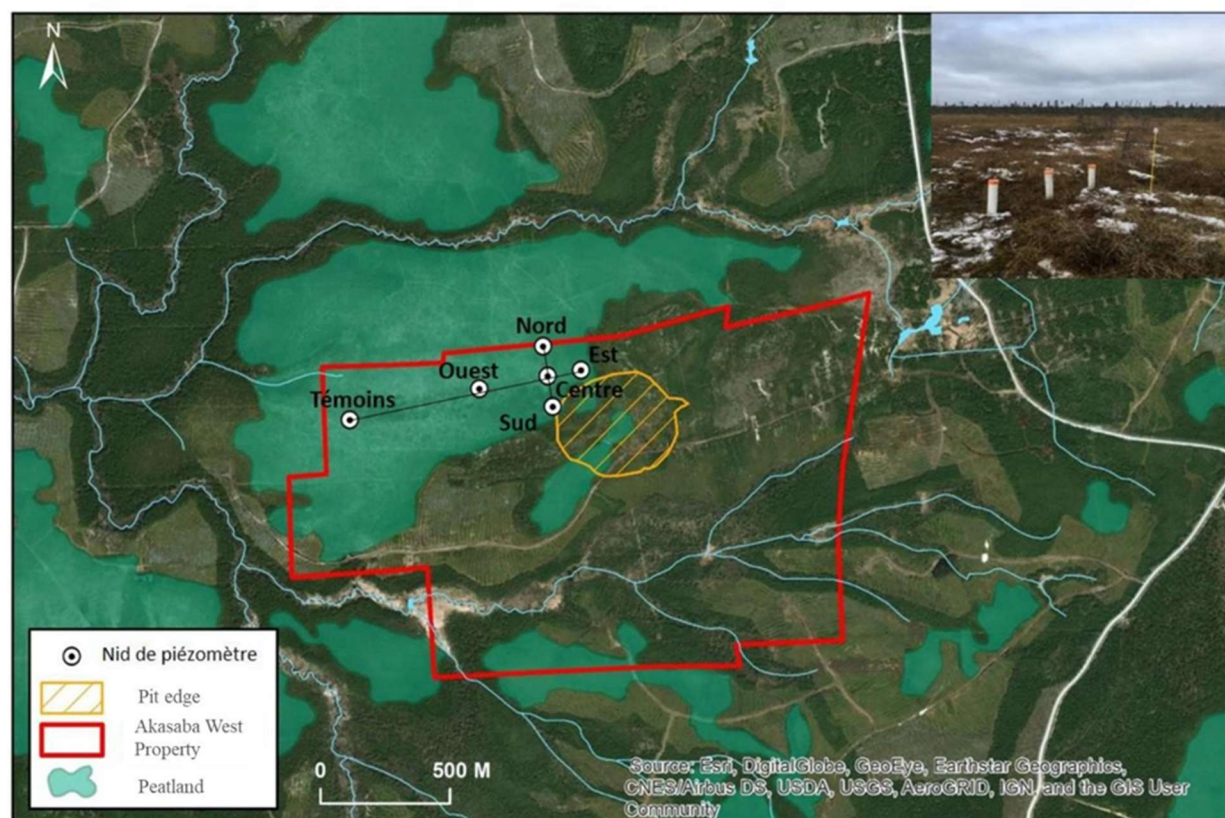 N
Nord
Est
Ouest
Centre
Témoins
Sud
Nid de piézomètre
Pit edge
Akasaba West
Property
Peatland
0 500 M
Source: Esri, DigitalGlobe, GeoEye, Earthstar Geographics,
CNES/Airbus DS, USDA, USGS, AeroGRID, IGN, and the GIS User
Community